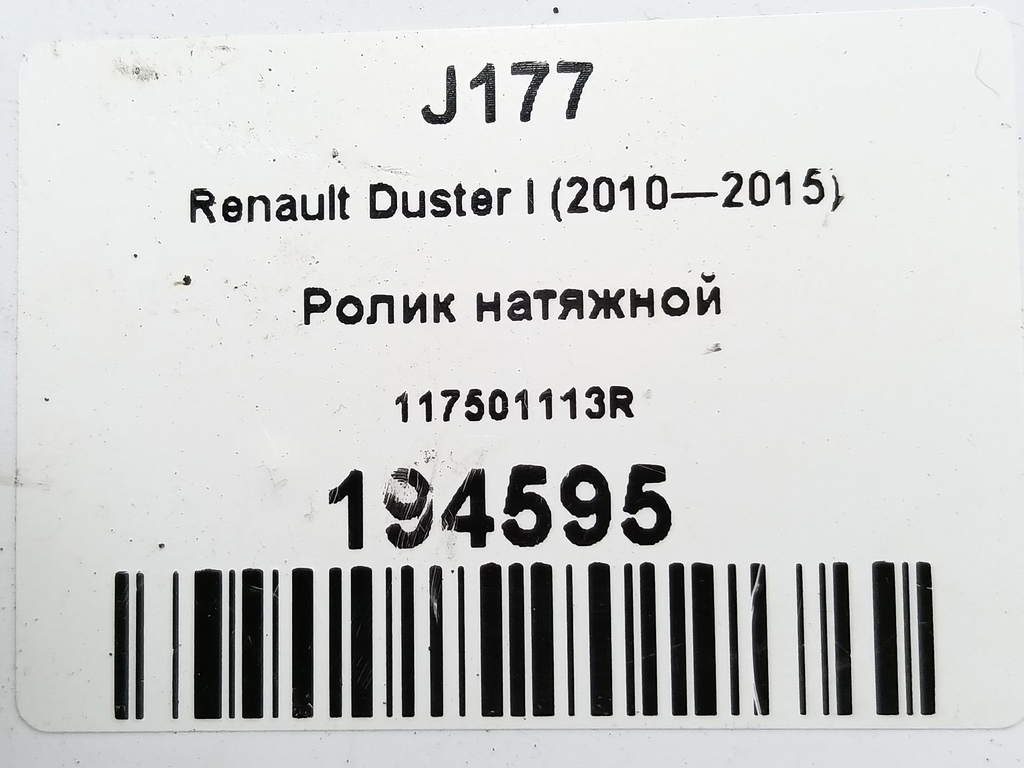 J177
Renault Duster I (2010—2015)
Ролик натяжной
117501113R
194595